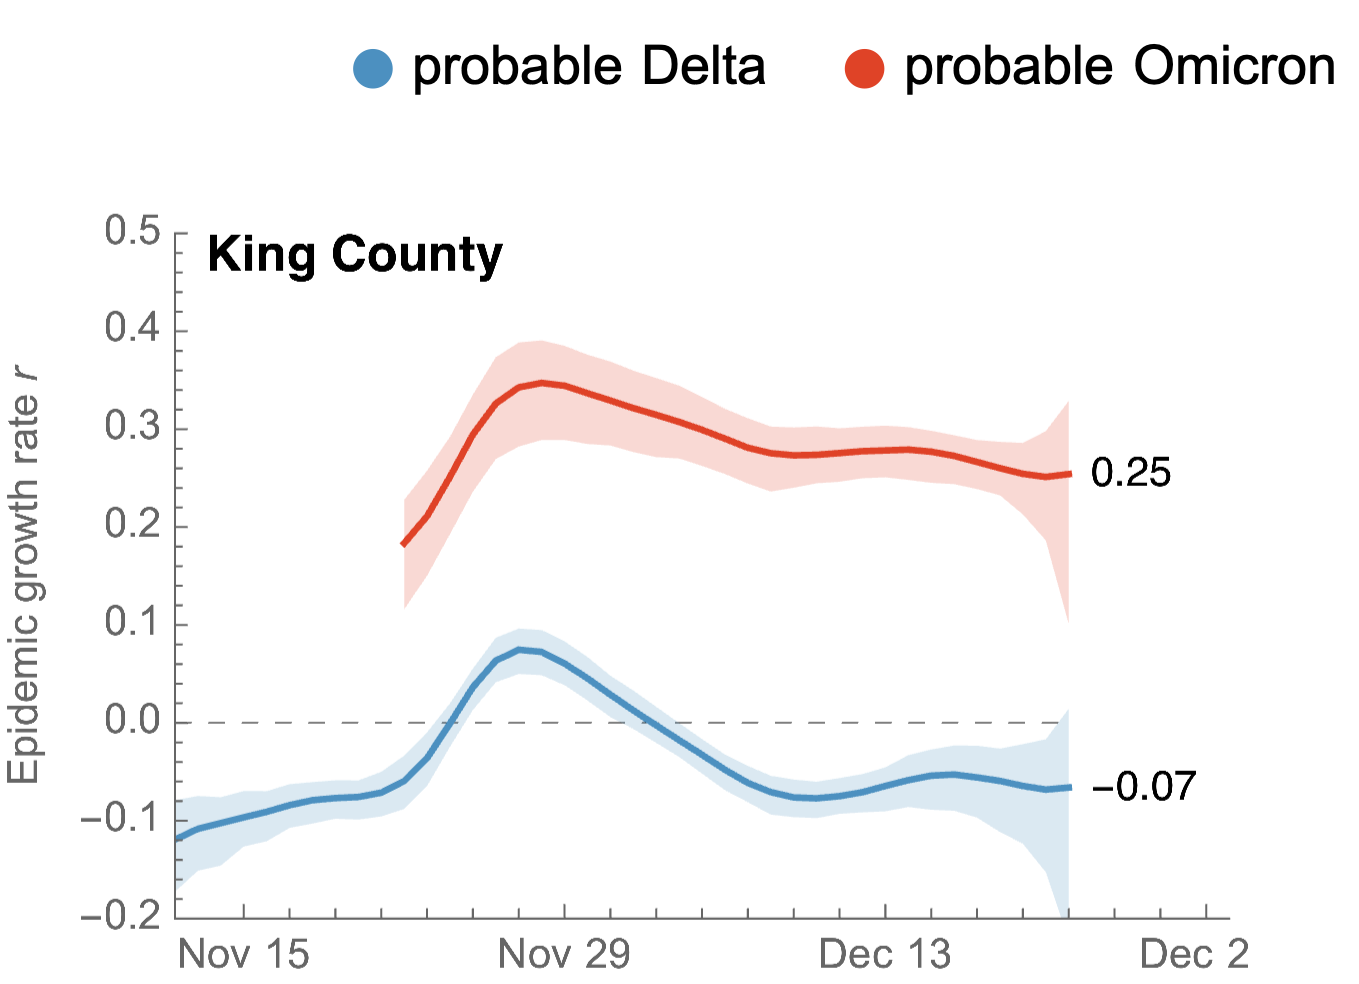 probable Delta probable Omicron
King County
Epidemic growth rate r
0.5
0.4
0.3
0.2
0.1
0.0
−0.1
−0.2
0.25
−0.07
Nov 15 Nov 29 Dec 13 Dec 2